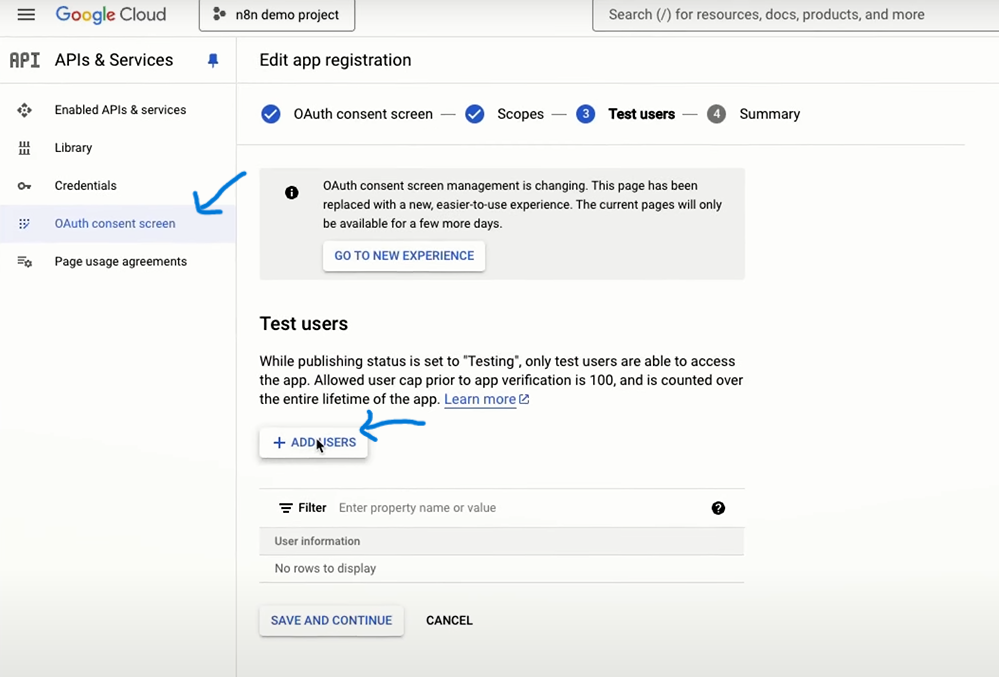 Google Cloud
n8n demo project
Search (/) for resources, docs, products, and more
API APIs & Services
Edit app registration
Enabled APIs & services
Library
Credentials
OAuth consent screen
Page usage agreements
OAuth consent screen — Scopes — 3 Test users — 4 Summary
OAuth consent screen management is changing. This page has been
replaced with a new, easier-to-use experience. The current pages will only
be available for a few more days.
GO TO NEW EXPERIENCE
Test users
While publishing status is set to "Testing", only test users are able to access
the app. Allowed user cap prior to app verification is 100, and is counted over
the entire lifetime of the app. Learn more
+ ADD USERS
Filter Enter property name or value
User information
No rows to display
SAVE AND CONTINUE CANCEL